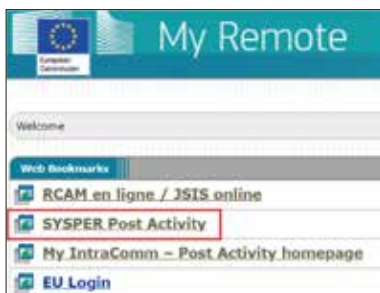 My Remote
European
Commission
Welcome
Web Bookmarks
RCAM en ligne / JSIS online
SYSPER Post Activity
My IntraComm – Post Activity homepage
EU Login